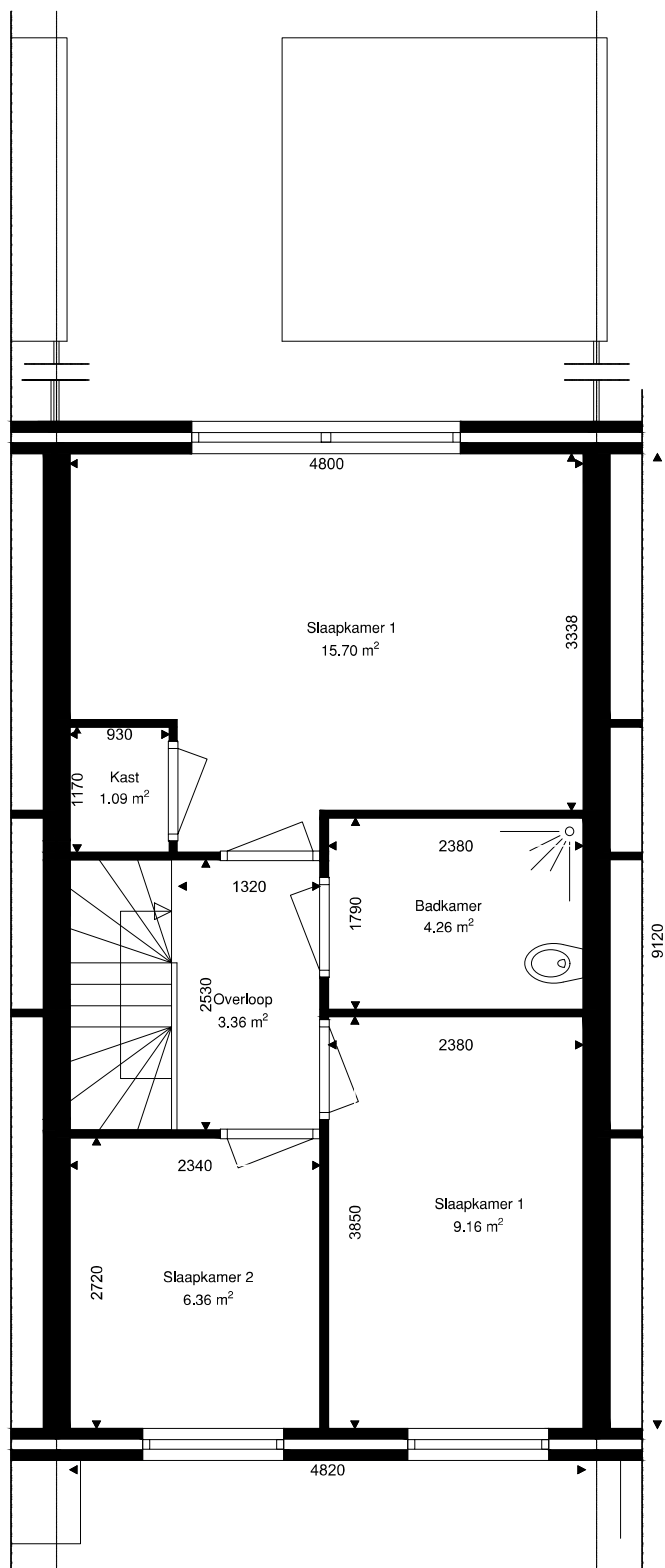 4800
Slaapkamer 1
15.70 m²
3338
930
Kast
1.09 m²
1170
2380
1320
Badkamer
4.26 m²
1790
9120
Overloop
3.36 m²
2530
2380
2340
Slaapkamer 1
9.16 m²
3850
Slaapkamer 2
6.36 m²
2720
4820